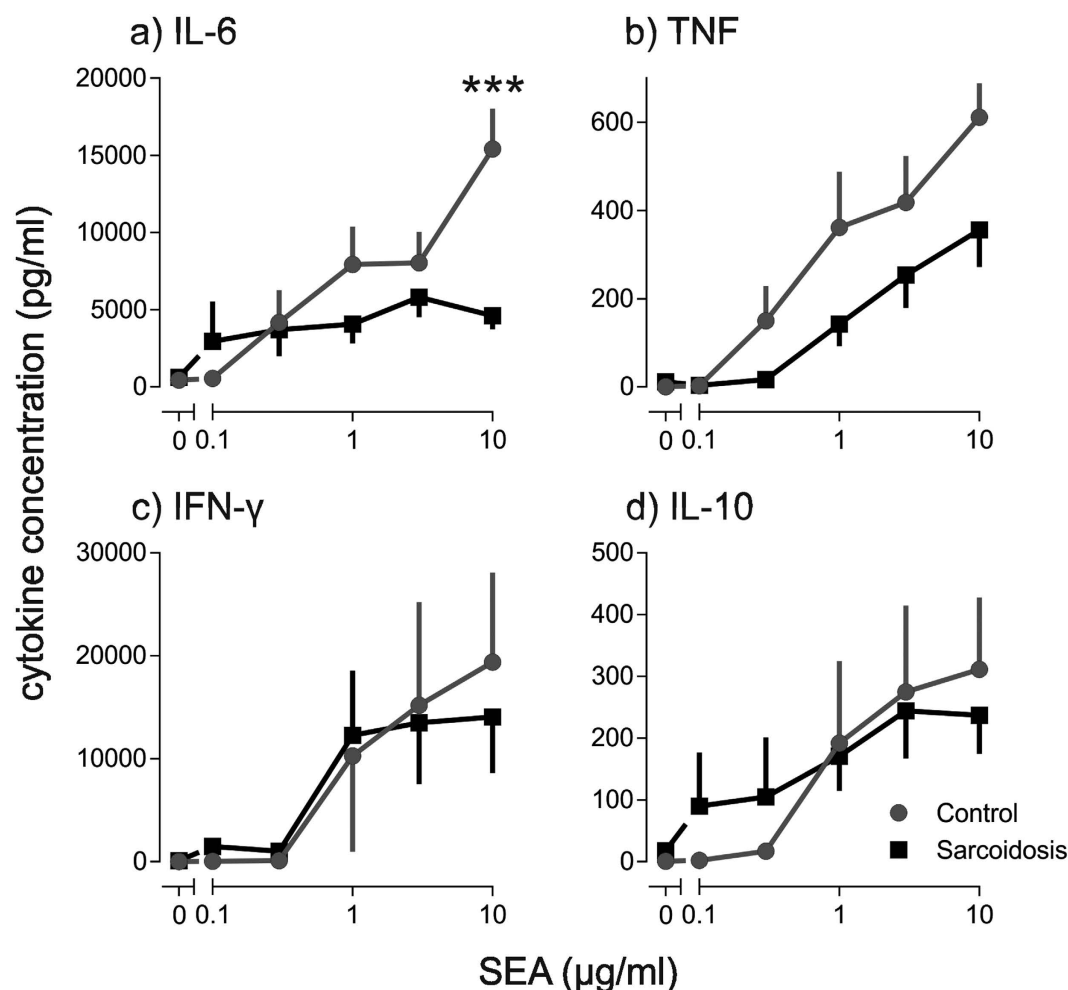 a) IL-6
b) TNF
cytokine concentration (pg/ml)
20000
15000
10000
5000
0
***
0 0.1 1 10
600
400
200
0
0 0.1 1 10
c) IFN-γ
d) IL-10
30000
20000
10000
0
0 0.1 1 10
500
400
300
200
100
0
Control
Sarcoidosis
0 0.1 1 10
SEA (µg/ml)